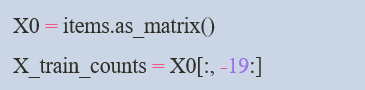 X0 = items.as_matrix()
X_train_counts = X0[:, -19:]